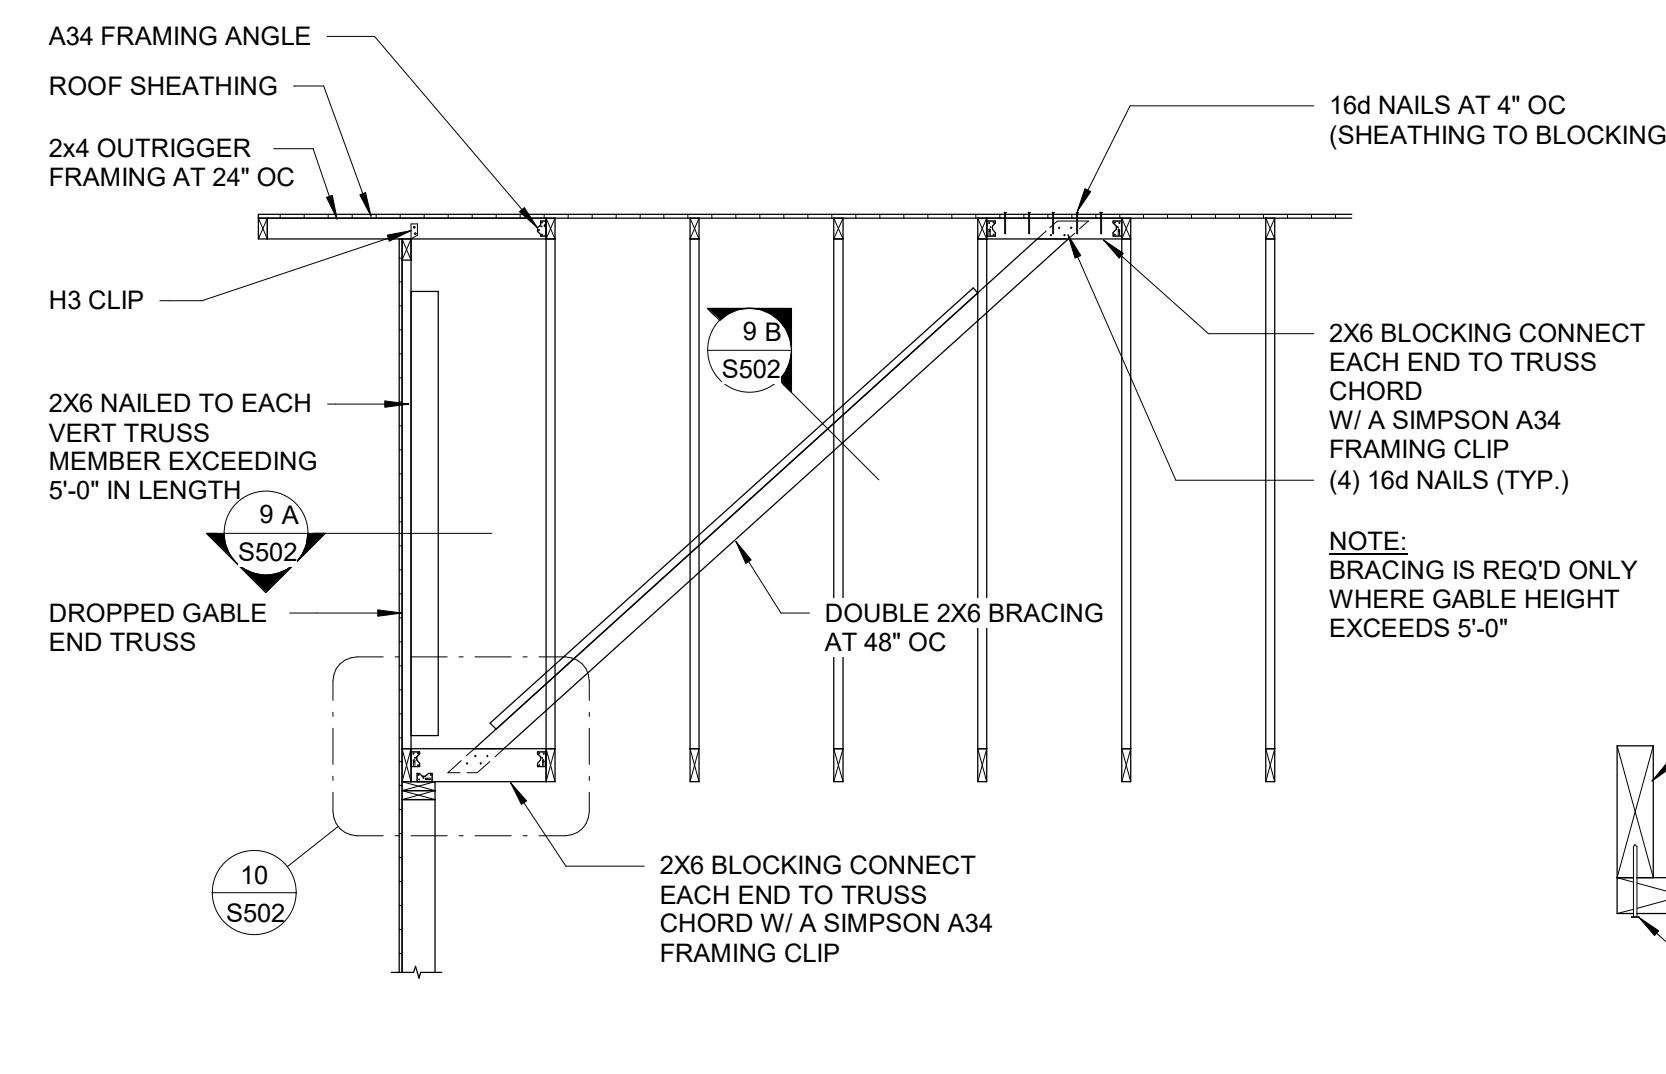 A34 FRAMING ANGLE
ROOF SHEATHING
2x4 OUTRIGGER
FRAMING AT 24" OC
H3 CLIP
2X6 NAILED TO EACH
VERT TRUSS
MEMBER EXCEEDING
5'-0" IN LENGTH
9 A
S502
DROPPED GABLE
END TRUSS
10
S502
9 B
S502
DOUBLE 2X6 BRACING
AT 48" OC
2X6 BLOCKING CONNECT
EACH END TO TRUSS
CHORD W/ A SIMPSON A34
FRAMING CLIP
16d NAILS AT 4" OC
(SHEATHING TO BLOCKING
2X6 BLOCKING CONNECT
EACH END TO TRUSS
CHORD
W/ A SIMPSON A34
FRAMING CLIP
(4) 16d NAILS (TYP.)
NOTE:
BRACING IS REQ'D ONLY
WHERE GABLE HEIGHT
EXCEEDS 5'-0"